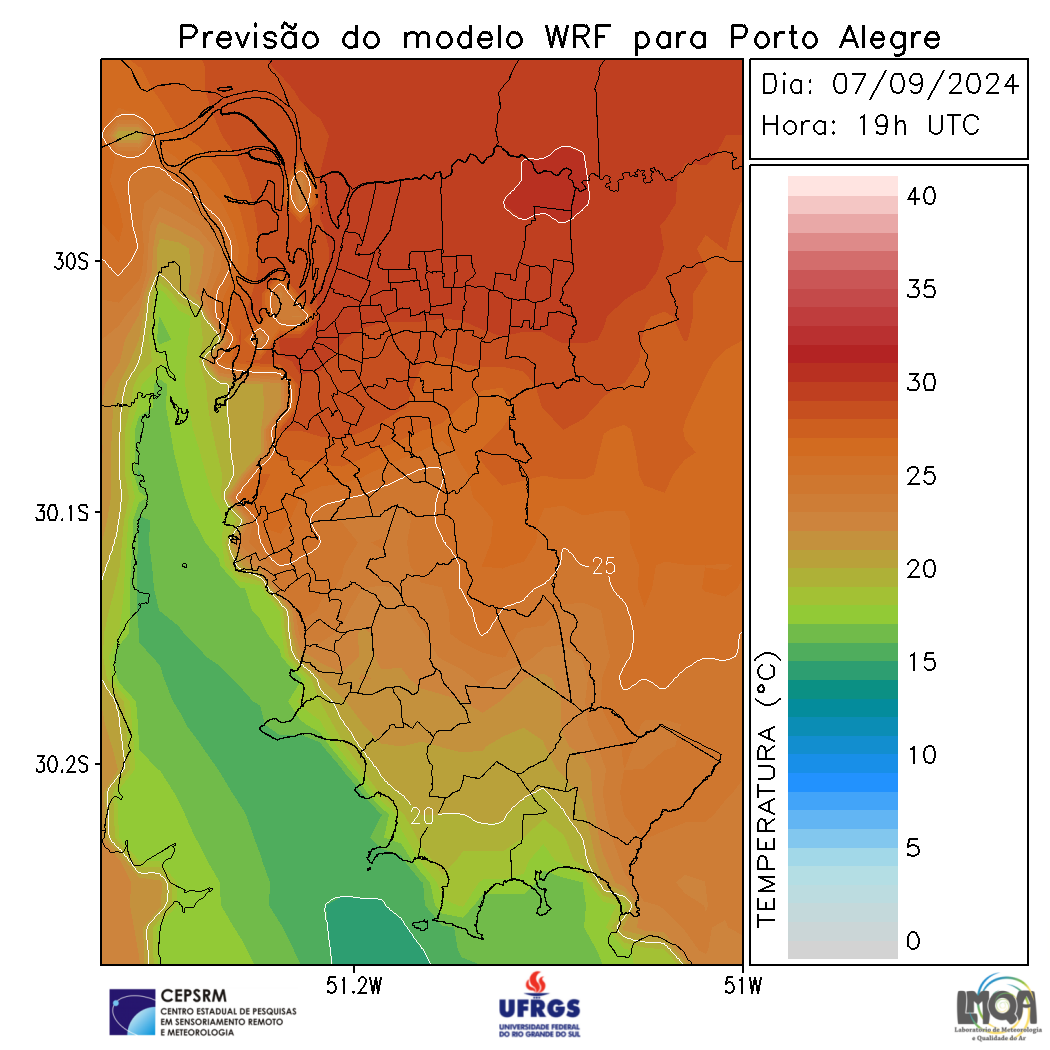 Previsão do modelo WRF para Porto Alegre
Dia: 07/09/2024
Hora: 19h UTC
30S
30.1S
30.2S
51.2W
51W
25
20
TEMPERATURA (°C)
40
35
30
25
20
15
10
5
0
CEPSRM
CENTRO ESTADUAL DE PESQUISAS
EM SENSORIAMENTO REMOTO
E METEOROLOGIA
UFRGS
UNIVERSIDADE FEDERAL
DO RIO GRANDE DO SUL
LMQA
Laboratório de Meteorologia
e Qualidade do Ar